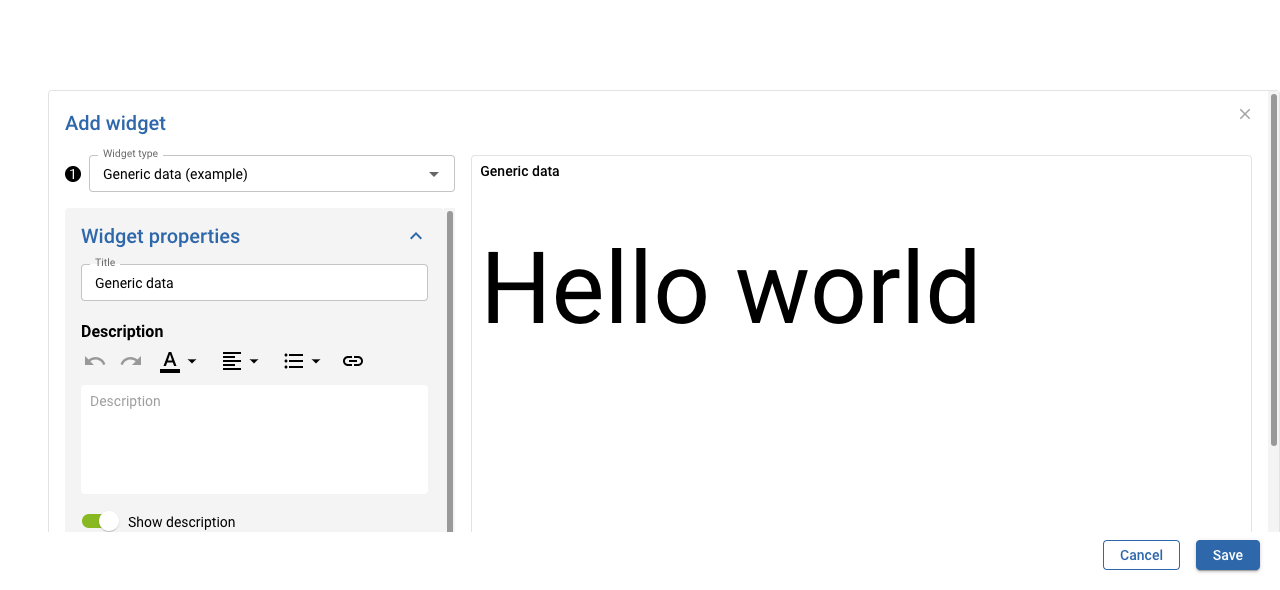 Add widget
Widget type
1
Generic data (example)
Generic data
Widget properties
Title
Generic data
Hello world
Description
A
Description
Show description
Cancel
Save